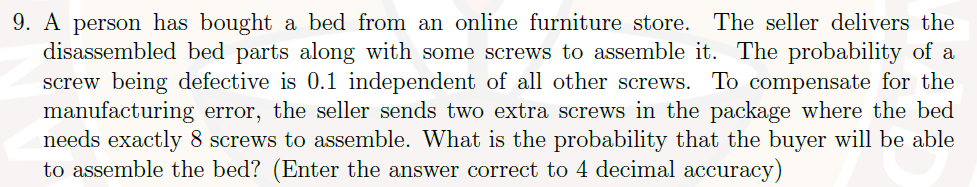 9. A person has bought a bed from an online furniture store. The seller delivers the
disassembled bed parts along with some screws to assemble it. The probability of a
screw being defective is 0.1 independent of all other screws. To compensate for the
manufacturing error, the seller sends two extra screws in the package where the bed
needs exactly 8 screws to assemble. What is the probability that the buyer will be able
to assemble the bed? (Enter the answer correct to 4 decimal accuracy)